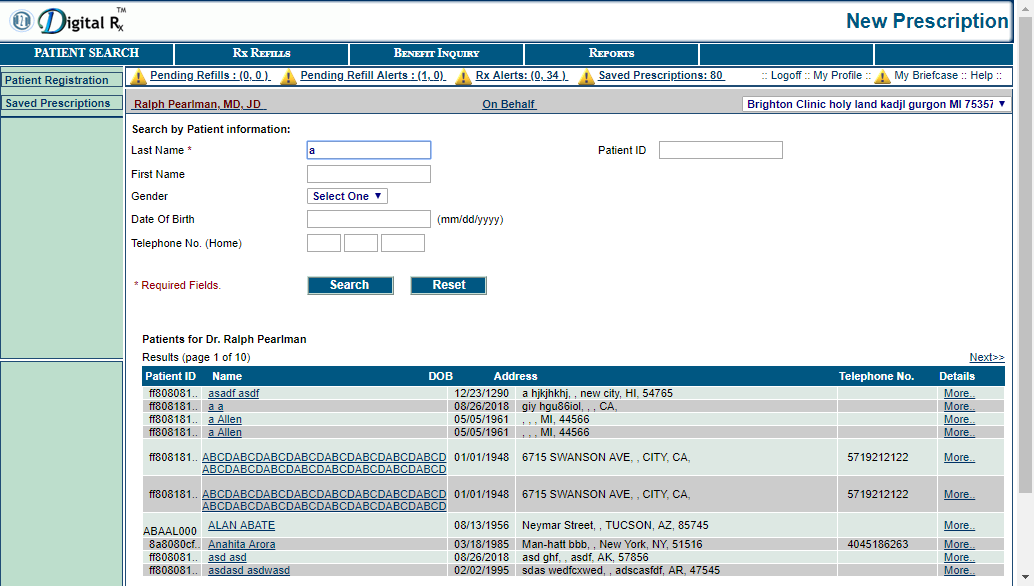 Digital Rx TM
New Prescription
PATIENT SEARCH RX REFILLS BENEFIT INQUIRY REPORTS
Patient Registration
Saved Prescriptions
Pending Refills : (0, 0 ) Pending Refill Alerts : (1, 0) Rx Alerts: (0, 34 ) Saved Prescriptions: 80 :: Logoff :: My Profile :: My Briefcase :: Help ::
Ralph Pearlman, MD, JD On Behalf Brighton Clinic holy land kadjl gurgon MI 75357
Search by Patient information:
Last Name * a Patient ID
First Name
Gender Select One
Date Of Birth (mm/dd/yyyy)
Telephone No. (Home)
* Required Fields. Search Reset
Patients for Dr. Ralph Pearlman
Results (page 1 of 10) Next>>
Patient ID Name DOB Address Telephone No. Details
ff808081.. asadf asdf 12/23/1290 a hjkjhkhj, , new city, HI, 54765 More..
ff808181.. a a 08/26/2018 giy hgu86iol, , , CA, More..
ff808181.. a Allen 05/05/1961 , , , MI, 44566 More..
ff808181.. a Allen 05/05/1961 , , , MI, 44566 More..
ff808181.. ABCDABCDABCDABCDABCDABCDABCDABCD 01/01/1948 6715 SWANSON AVE, , CITY, CA, 5719212122 More..
ABCDABCDABCDABCDABCDABCDABCDABCD
ff808181.. ABCDABCDABCDABCDABCDABCDABCDABCD 01/01/1948 6715 SWANSON AVE, , CITY, CA, 5719212122 More..
ABCDABCDABCDABCDABCDABCDABCDABCD
ABAAL000 ALAN ABATE 08/13/1956 Neymar Street, , TUCSON, AZ, 85745 More..
8a8080cf.. Anahita Arora 03/18/1985 Man-hatt bbb, , New York, NY, 51516 4045186263 More..
ff808081.. asd asd 08/26/2018 asd ghf, , asdf, AK, 57856 More..
ff808081.. asdasd asdwasd 02/02/1995 sdas wedfcxwed, , adscasfdf, AR, 47545 More..